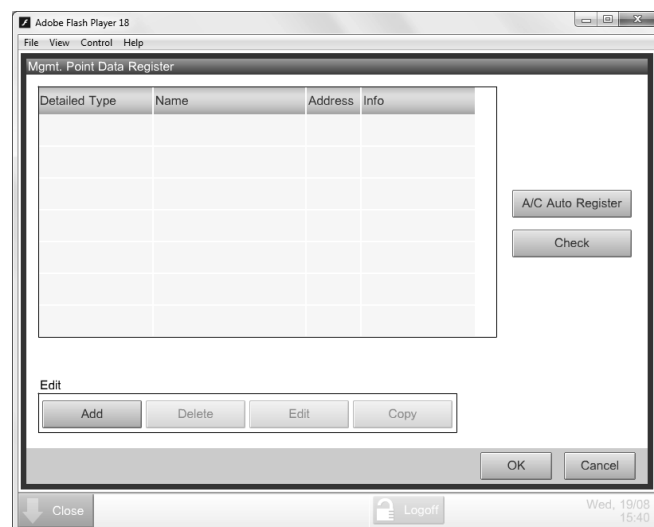 Adobe Flash Player 18
File View Control Help
Mgmt. Point Data Register
Detailed Type Name Address Info
A/C Auto Register
Check
Edit
Add Delete Edit Copy
OK Cancel
Close Logoff Wed, 19/08
15:40